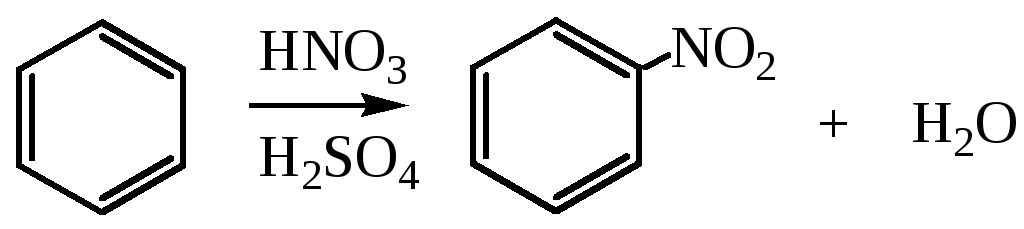 HNO₃
H₂SO₄
NO₂
+ H₂O